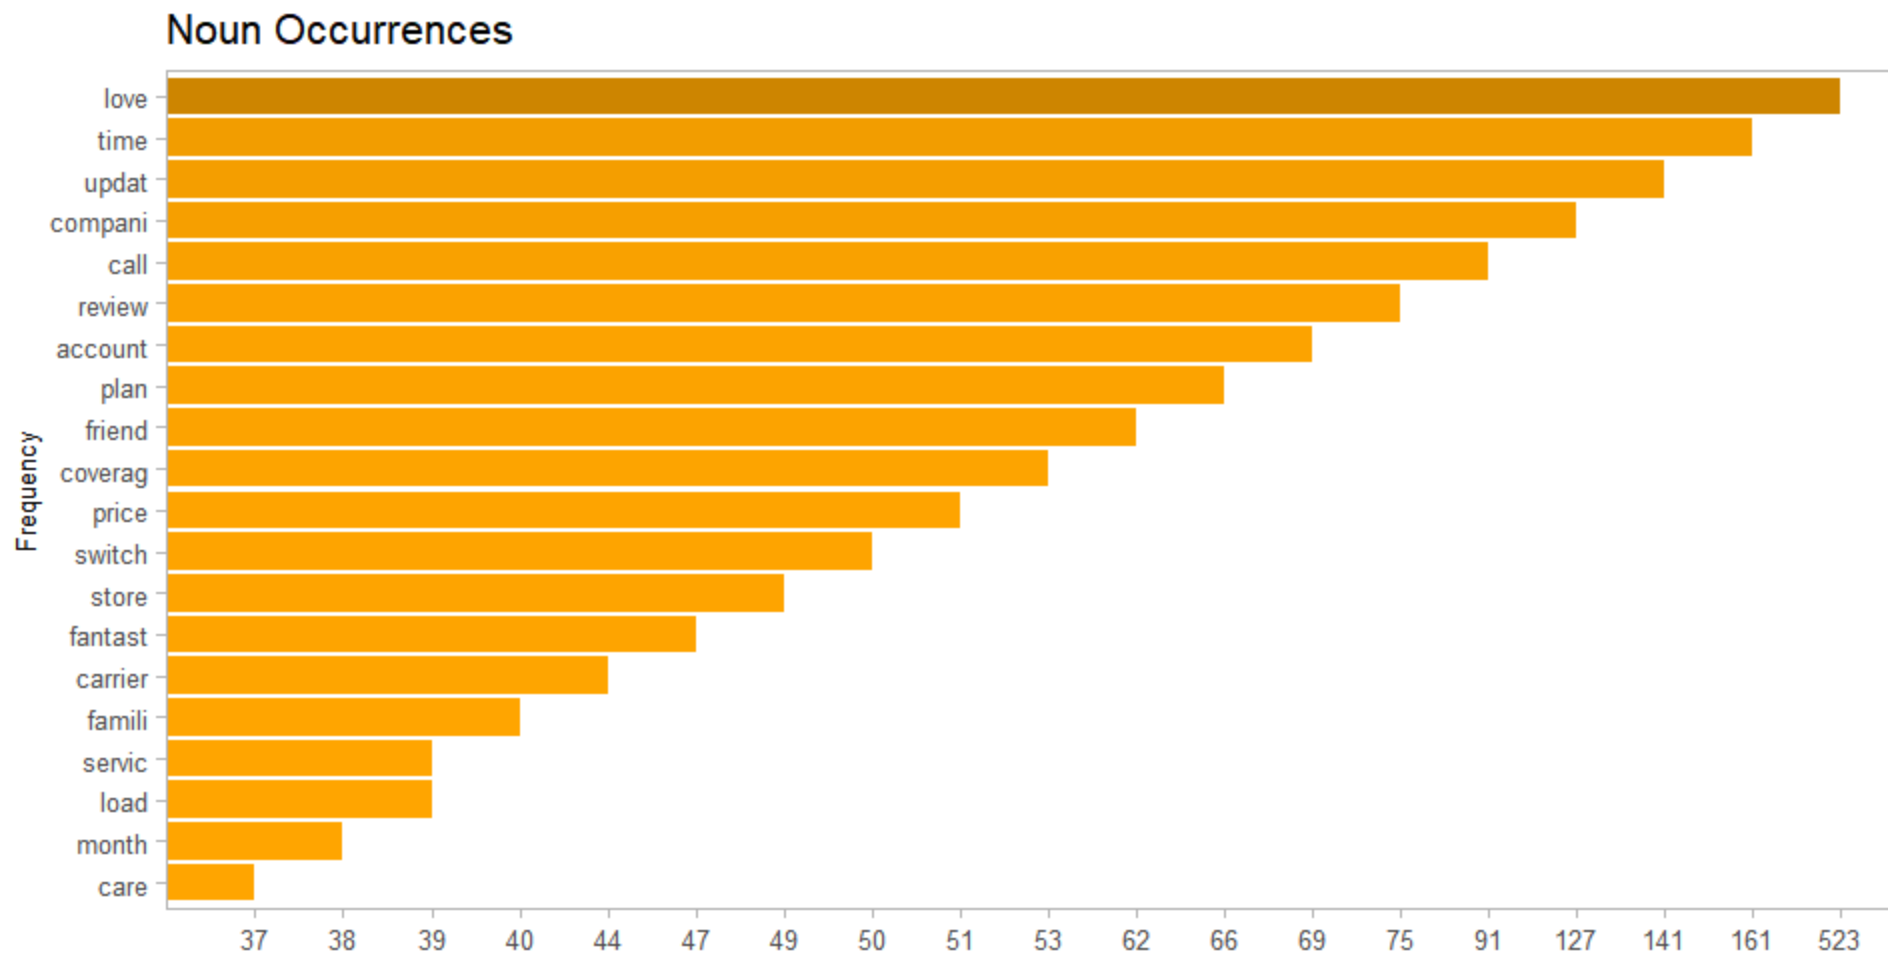 Noun Occurrences
love
time
updat
compani
call
review
account
plan
friend
coverag
price
switch
store
fantast
carrier
famili
servic
load
month
care
Frequency
37 38 39 40 44 47 49 50 51 53 62 66 69 75 91 127 141 161 523